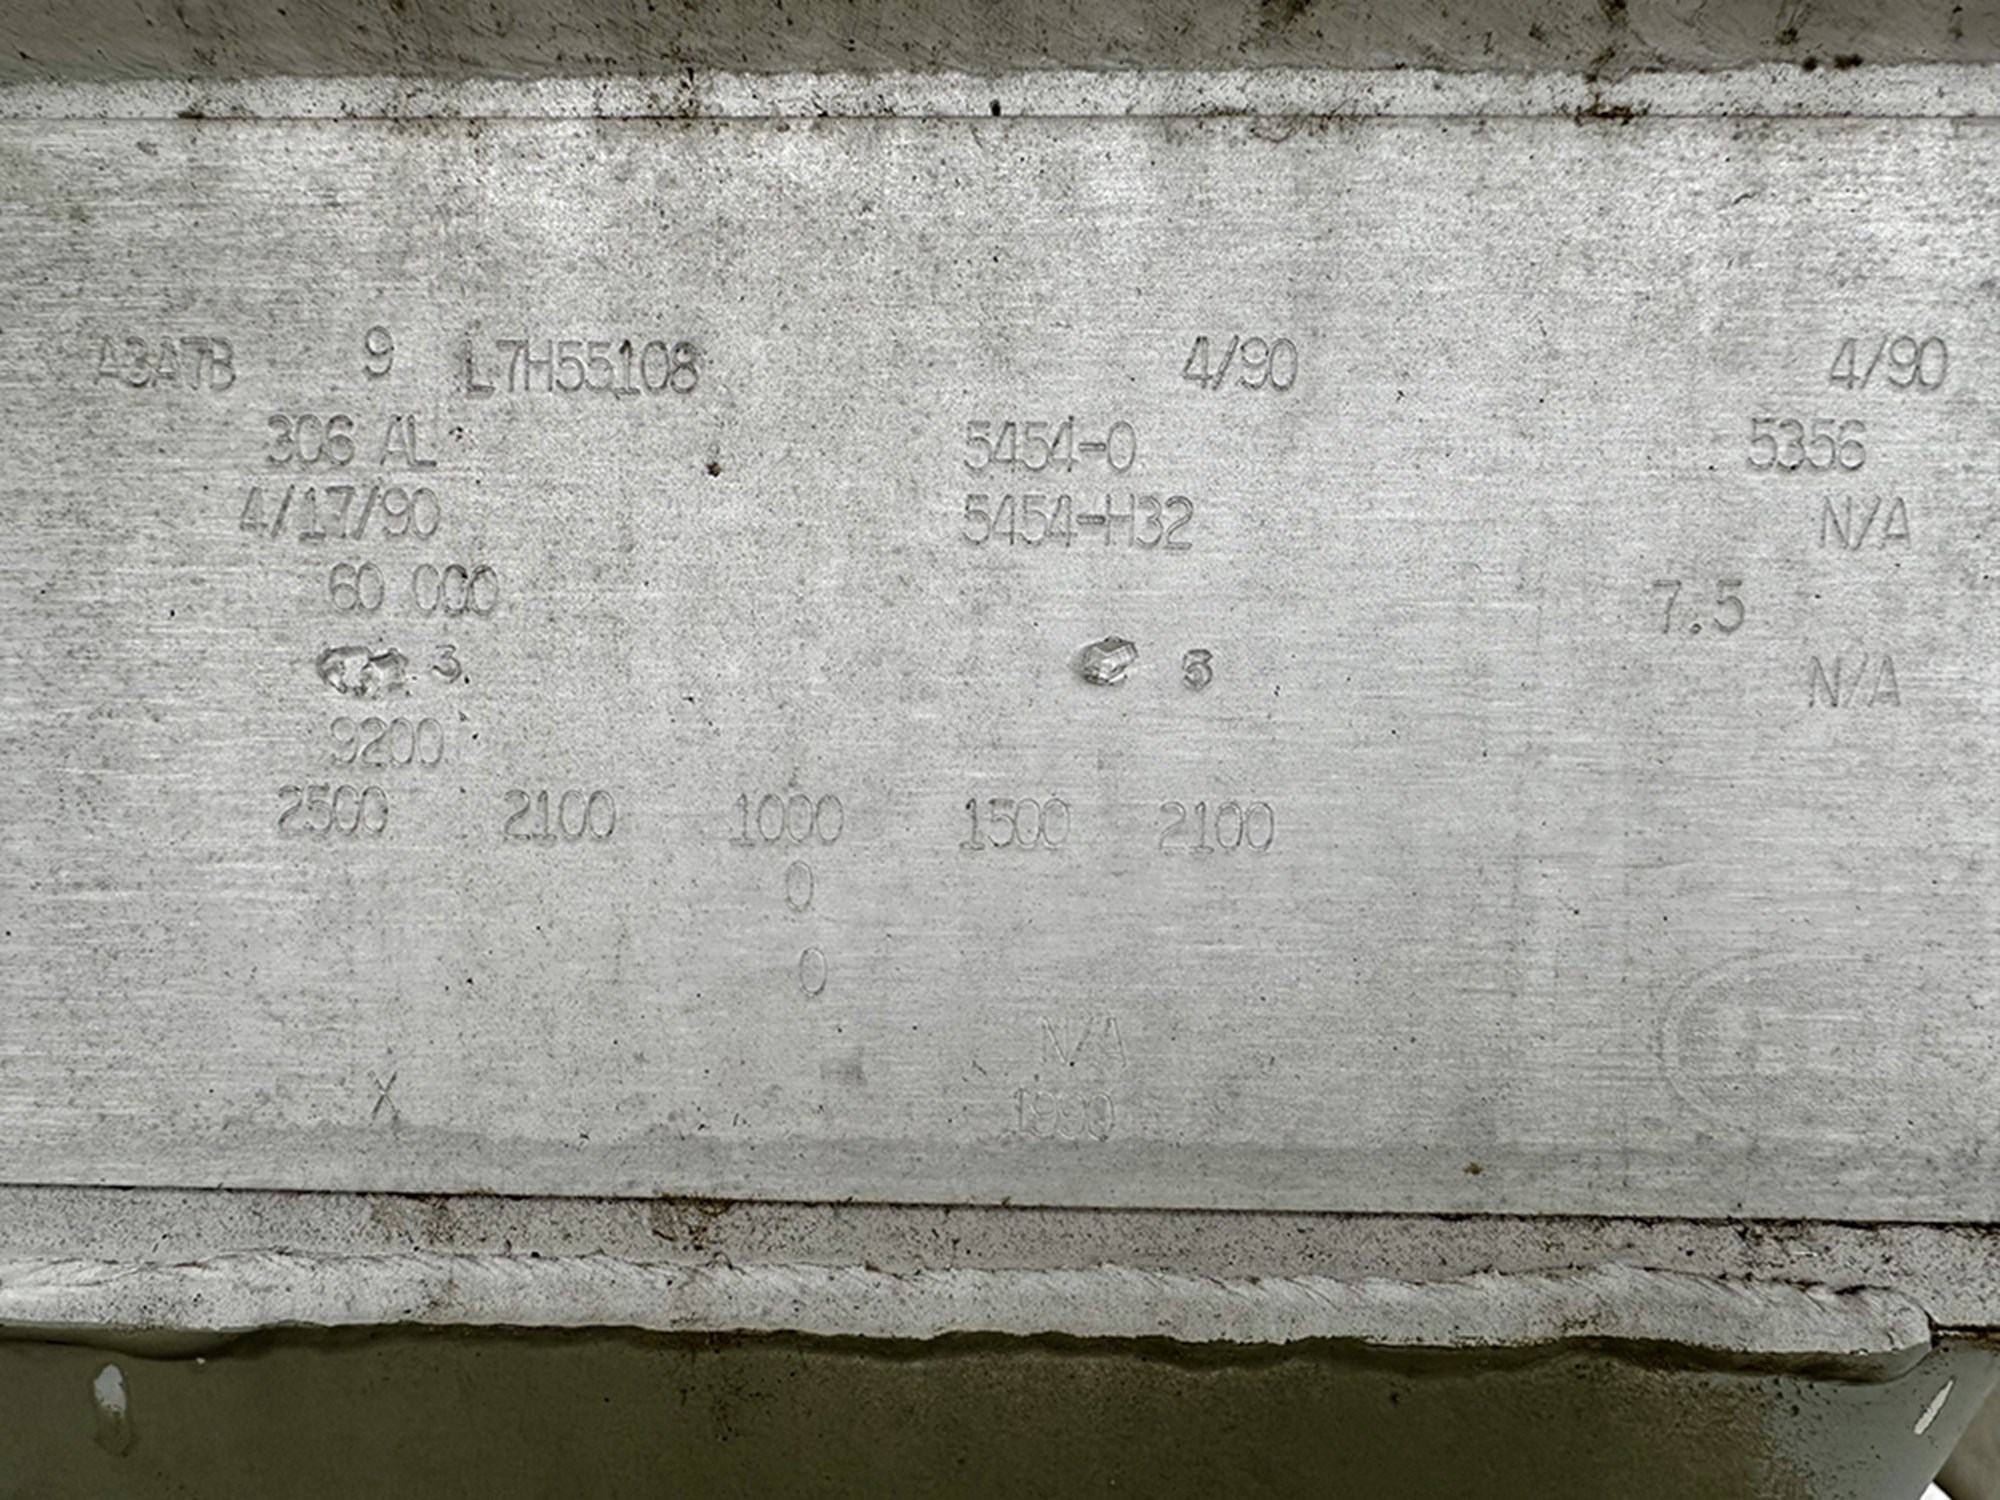 A3A7B 9 L7H55108 4/90 4/90
306 AL 5454-0 5356
4/17/90 5454-H32 N/A
60 000 7.5
3 5 N/A
9200
2500 2100 1000 1500 2100
0
0
N/A
X 1990